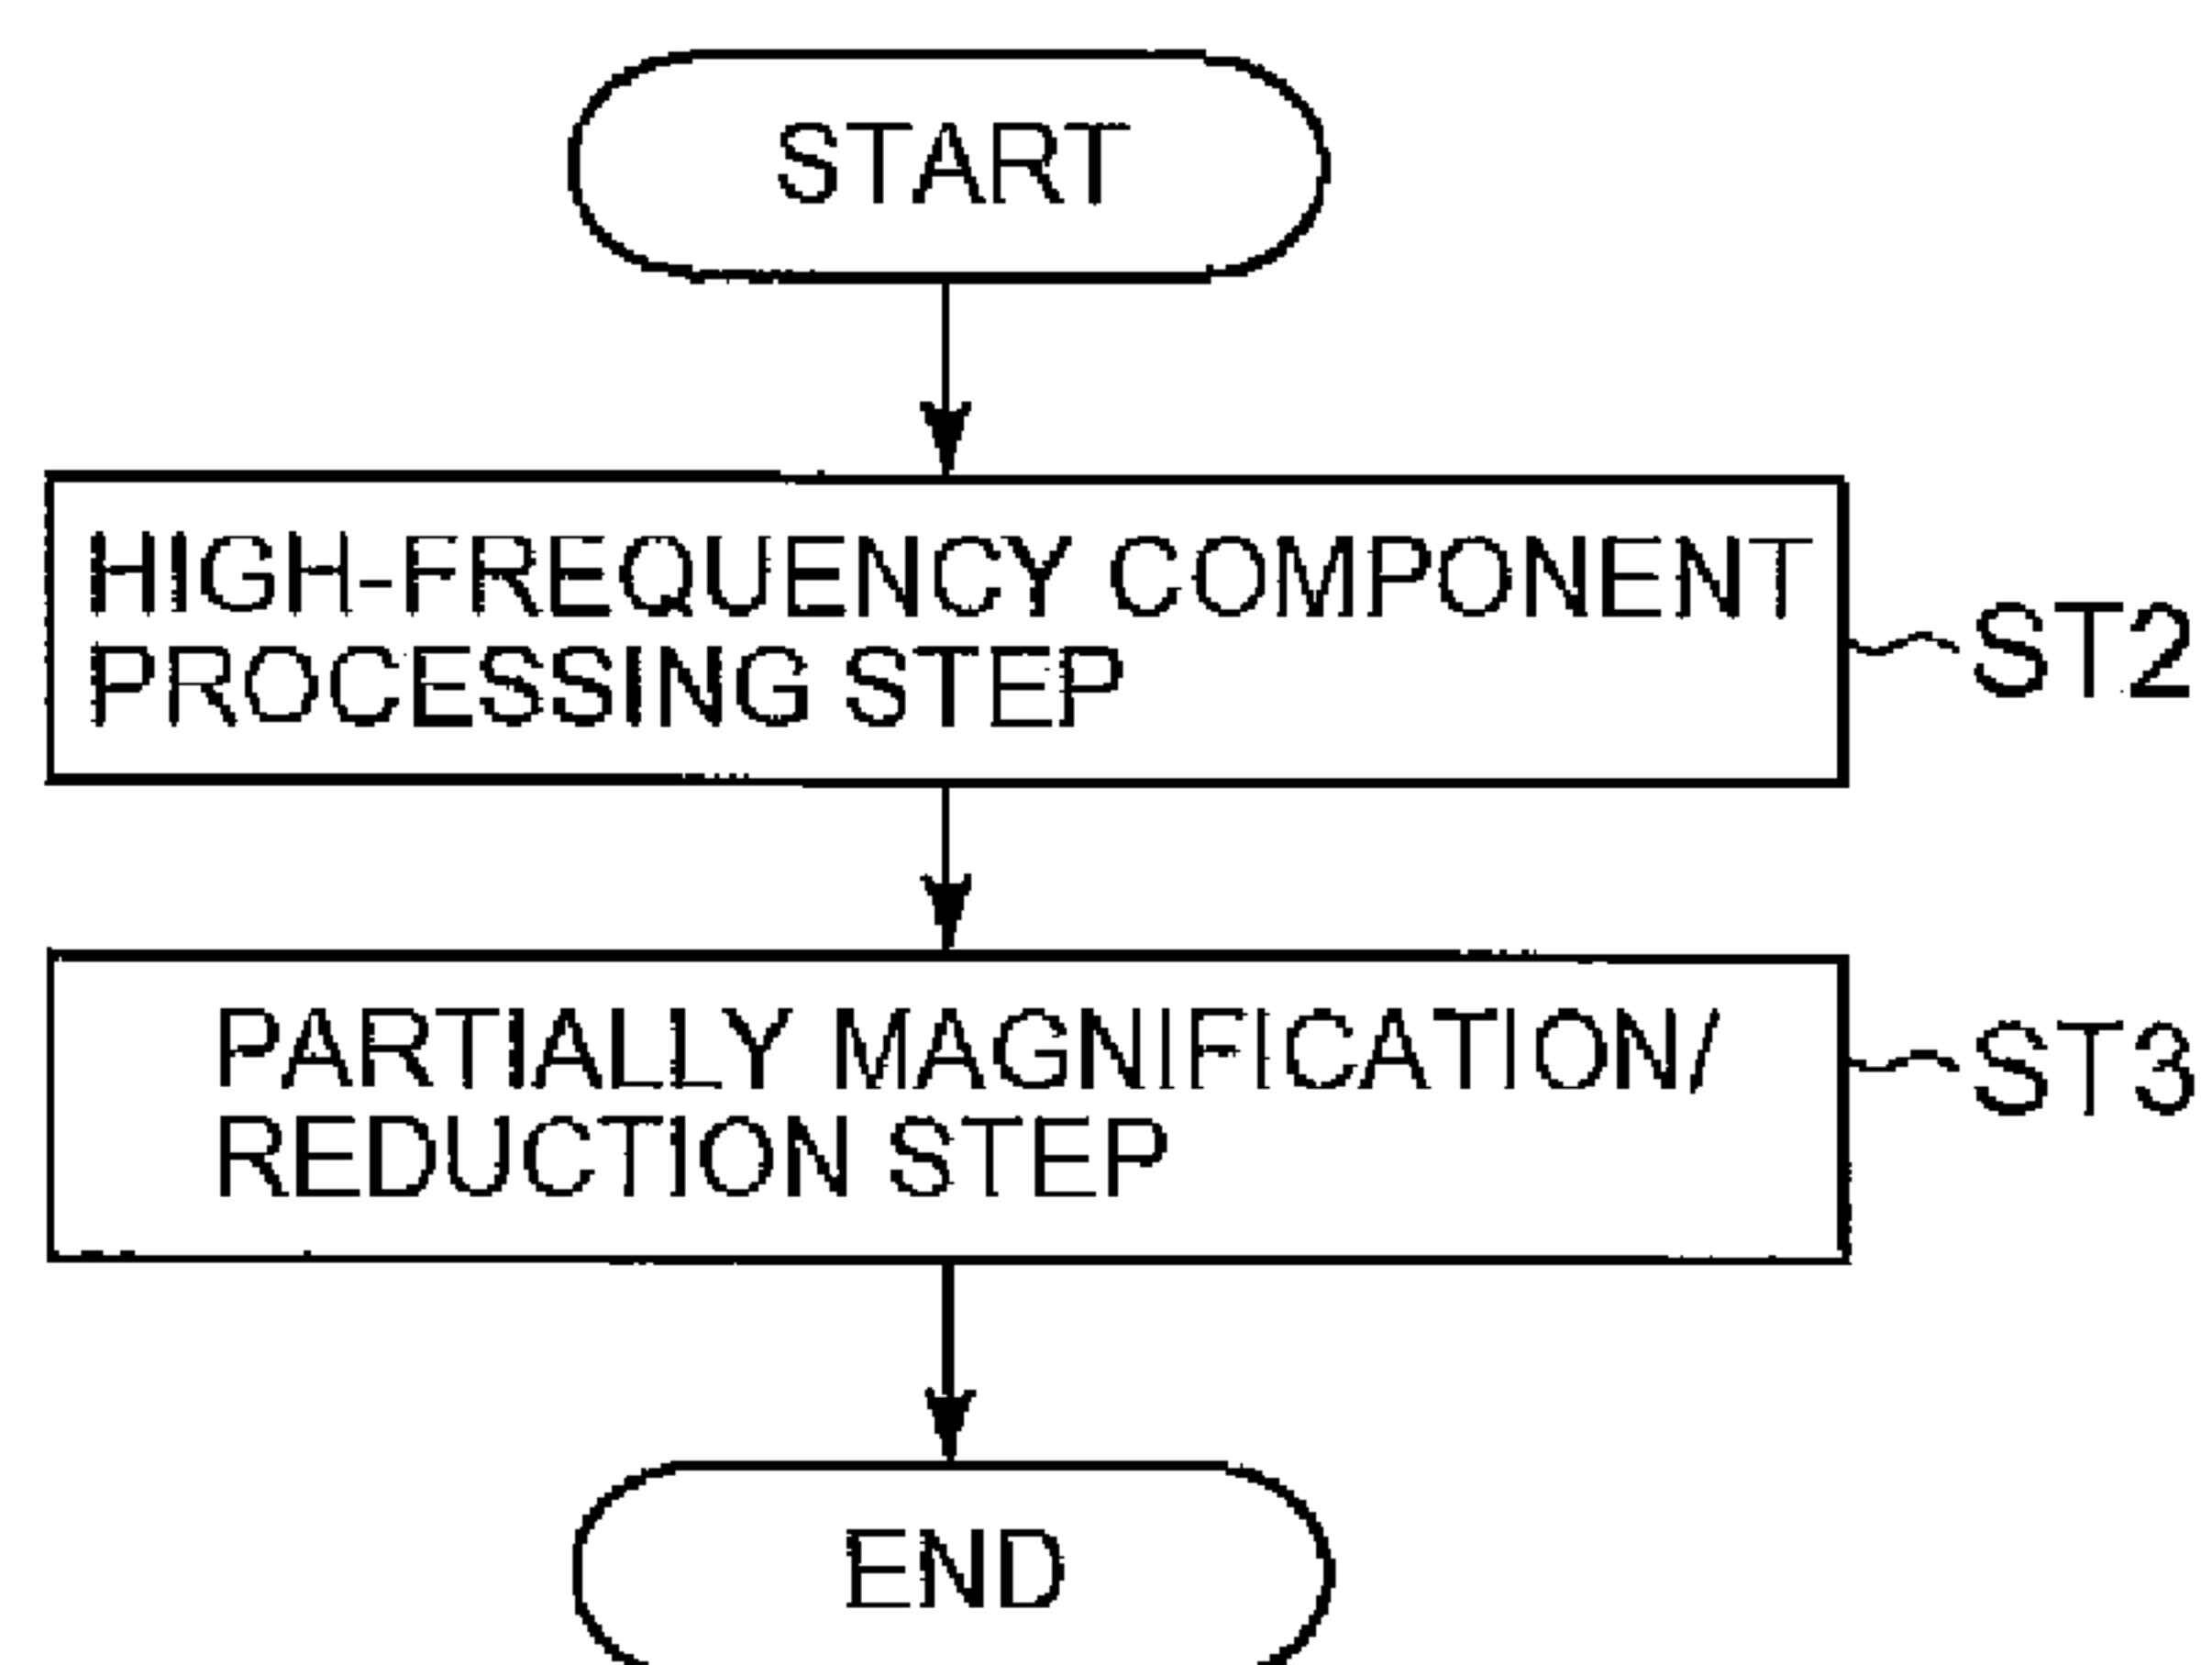 START
HIGH-FREQUENCY COMPONENT
PROCESSING STEP
ST2
PARTIALLY MAGNIFICATION/
REDUCTION STEP
ST3
END